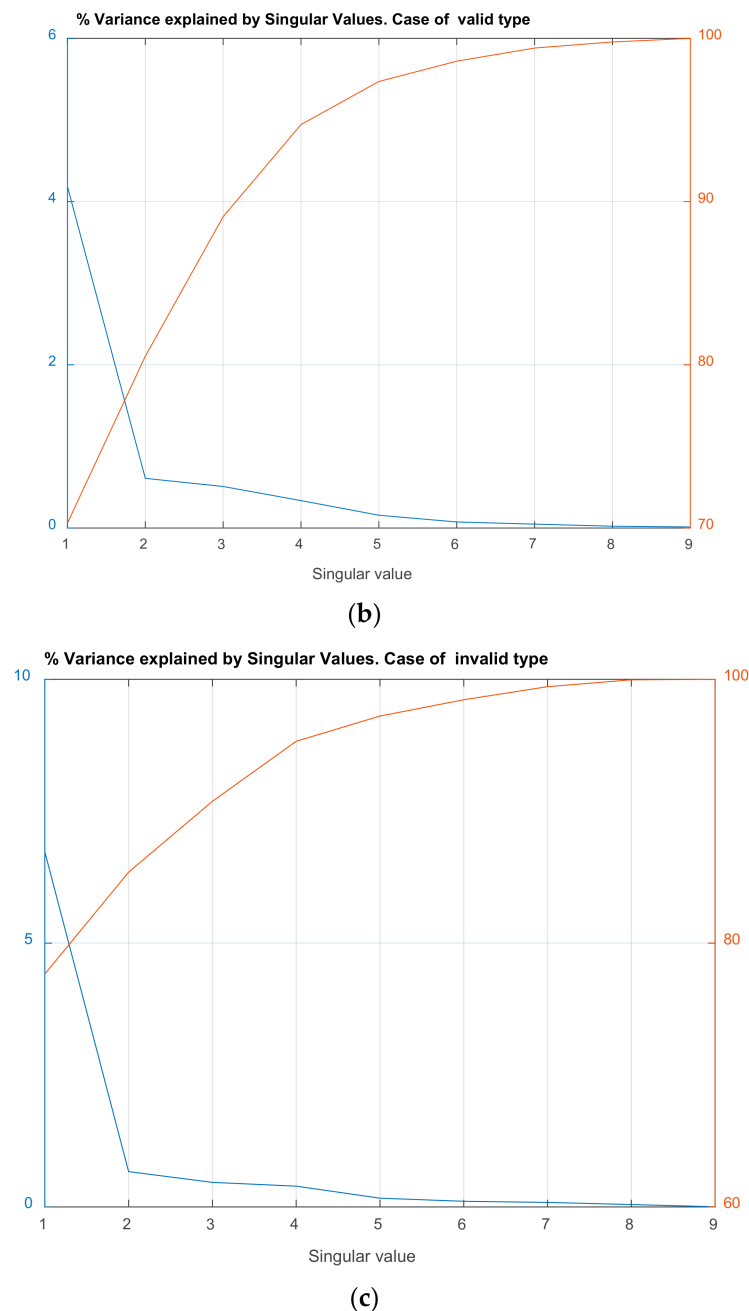 % Variance explained by Singular Values. Case of  valid type
6 100
4 90
2 80
0 70
1 2 3 4 5 6 7 8 9
Singular value
(b)
% Variance explained by Singular Values. Case of  invalid type
10 100
5 80
0 60
1 2 3 4 5 6 7 8 9
Singular value
(c)